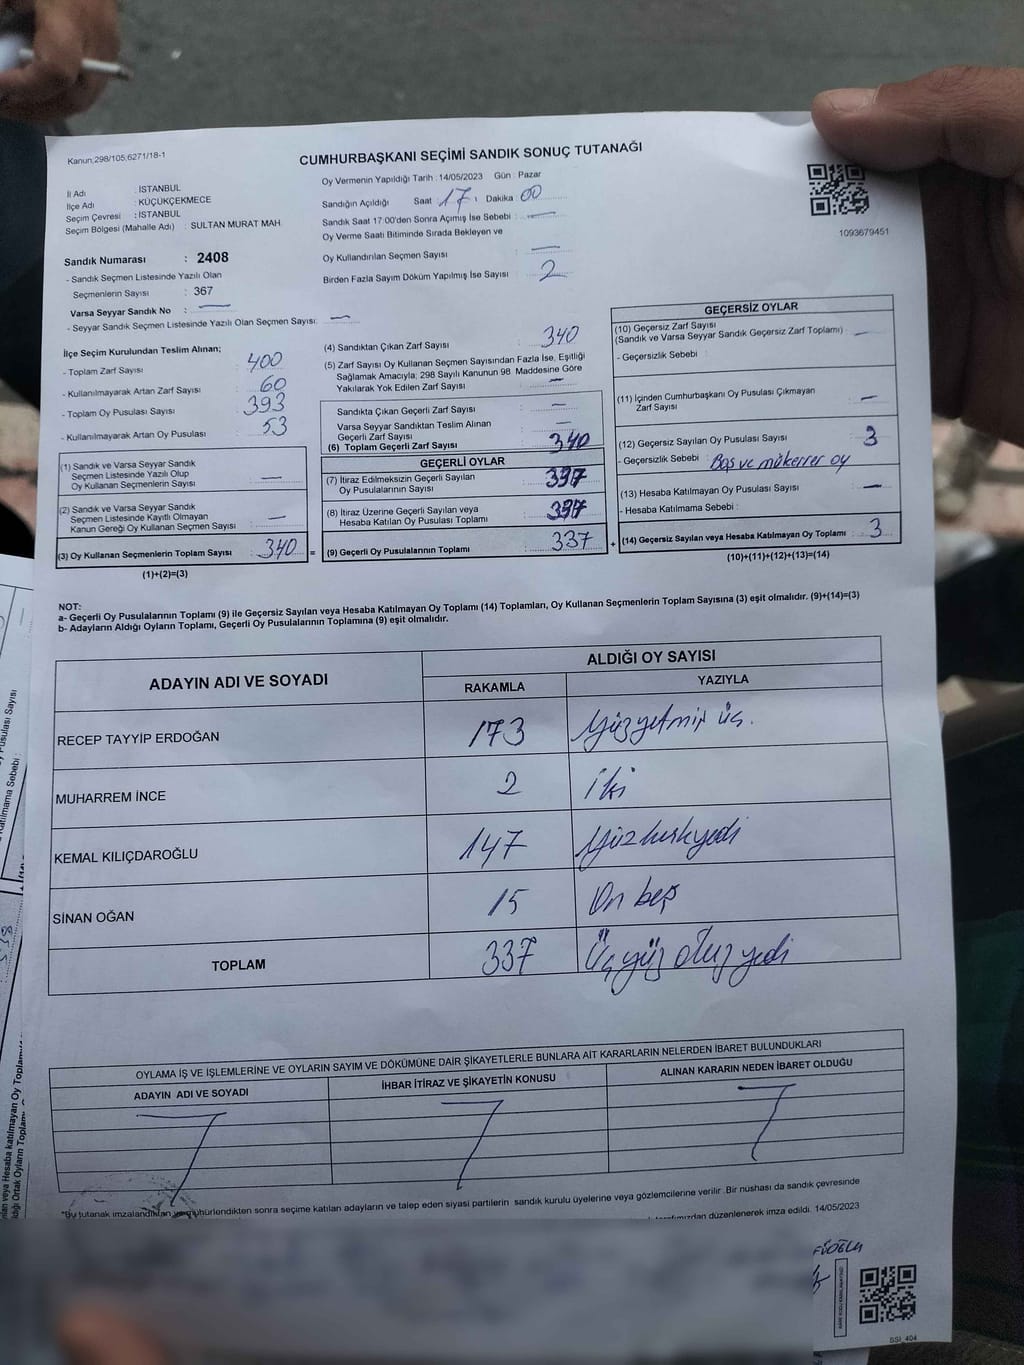 Kanun;298/105,6271/18-1
CUMHURBAŞKANI SEÇİMİ SANDIK SONUÇ TUTANAĞI
İl Adı : İSTANBUL
İlçe Adı : KÜÇÜKÇEKMECE
Seçim Çevresi : İSTANBUL
Seçim Bölgesi (Mahalle Adı) : SULTAN MURAT MAH.
Sandık Numarası : 2408
- Sandık Seçmen Listesinde Yazılı Olan
Seçmenlerin Sayısı : 367
Varsa Seyyar Sandık No : —
- Seyyar Sandık Seçmen Listesinde Yazılı Olan Seçmen Sayısı: —
Oy Vermenin Yapıldığı Tarih : 14/05/2023 Gün : Pazar
Sandığın Açıldığı Saat : 17 Dakika : 00
Sandık Saat 17:00'den Sonra Açımış İse Sebebi : —
Oy Verme Saati Bitiminde Sırada Bekleyen ve
Oy Kullandırılan Seçmen Sayısı : —
Birden Fazla Sayım Döküm Yapılmış İse Sayısı : 2
1093679451
İlçe Seçim Kurulundan Teslim Alınan;
- Toplam Zarf Sayısı : 400
- Kullanılmayarak Artan Zarf Sayısı : 60
- Toplam Oy Pusulası Sayısı : 393
- Kullanılmayarak Artan Oy Pusulası : 53
(1) Sandık ve Varsa Seyyar Sandık
Seçmen Listesinde Yazılı Olup
Oy Kullanan Seçmenlerin Sayısı : —
(2) Sandık ve Varsa Seyyar Sandık
Seçmen Listesinde Kayıtlı Olmayan
Kanun Gereği Oy Kullanan Seçmen Sayısı : —
(3) Oy Kullanan Seçmenlerin Toplam Sayısı : 340 =
(1)+(2)=(3)
(4) Sandıktan Çıkan Zarf Sayısı : 340
(5) Zarf Sayısı Oy Kullanan Seçmen Sayısından Fazla İse, Eşitliği
Sağlamak Amacıyla; 298 Sayılı Kanunun 98. Maddesine Göre
Yakılarak Yok Edilen Zarf Sayısı : —
Sandıkta Çıkan Geçerli Zarf Sayısı : —
Varsa Seyyar Sandıktan Teslim Alınan
Geçerli Zarf Sayısı : —
(6) Toplam Geçerli Zarf Sayısı : 340
GEÇERLİ OYLAR
(7) İtiraz Edilmeksizin Geçerli Sayılan
Oy Pusulalarının Sayısı : 337
(8) İtiraz Üzerine Geçerli Sayılan veya
Hesaba Katılan Oy Pusulası Toplamı : 337
(9) Geçerli Oy Pusulalarının Toplamı : 337 +
GEÇERSİZ OYLAR
(10) Geçersiz Zarf Sayısı
(Sandık ve Varsa Seyyar Sandık Geçersiz Zarf Toplamı) : —
- Geçersizlik Sebebi :
(11) İçinden Cumhurbaşkanı Oy Pusulası Çıkmayan
Zarf Sayısı : —
(12) Geçersiz Sayılan Oy Pusulası Sayısı : 3
- Geçersizlik Sebebi : Boş ve mükerrer oy
(13) Hesaba Katılmayan Oy Pusulası Sayısı : —
- Hesaba Katılmama Sebebi :
(14) Geçersiz Sayılan veya Hesaba Katılmayan Oy Toplamı : 3
(10)+(11)+(12)+(13)=(14)
NOT:
a- Geçerli Oy Pusulalarının Toplamı (9) ile Geçersiz Sayılan veya Hesaba Katılmayan Oy Toplamı (14) Toplamları, Oy Kullanan Seçmenlerin Toplam Sayısına (3) eşit olmalıdır. (9)+(14)=(3)
b- Adayların Aldığı Oyların Toplamı, Geçerli Oy Pusulalarının Toplamına (9) eşit olmalıdır.
ADAYIN ADI VE SOYADI
ALDIĞI OY SAYISI
RAKAMLA YAZIYLA
RECEP TAYYİP ERDOĞAN 173 Yüzyetmiş üç.
MUHARREM İNCE 2 İki
KEMAL KILIÇDAROĞLU 147 Yüzkırkyedi
SİNAN OĞAN 15 On beş
TOPLAM 337 Üçyüz otuz yedi
OYLAMA İŞ VE İŞLEMLERİNE VE OYLARIN SAYIM VE DÖKÜMÜNE DAİR ŞİKAYETLERLE BUNLARA AİT KARARLARIN NELERDEN İBARET BULUNDUKLARI
ADAYIN ADI VE SOYADI İHBAR İTİRAZ VE ŞİKAYETİN KONUSU ALINAN KARARIN NEDEN İBARET OLDUĞU
*Bu tutanak imzalandıktan ve mühürlendikten sonra seçime katılan adayların ve talep eden siyasi partilerin sandık kurulu üyelerine veya gözlemcilerine verilir. Bir nüshası da sandık çevresinde
tarafımızdan düzenlenerek imza edildi. 14/05/2023
SSI_404